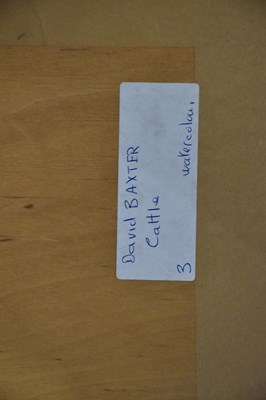 David BAXTER
Cattle
3 watercolour,